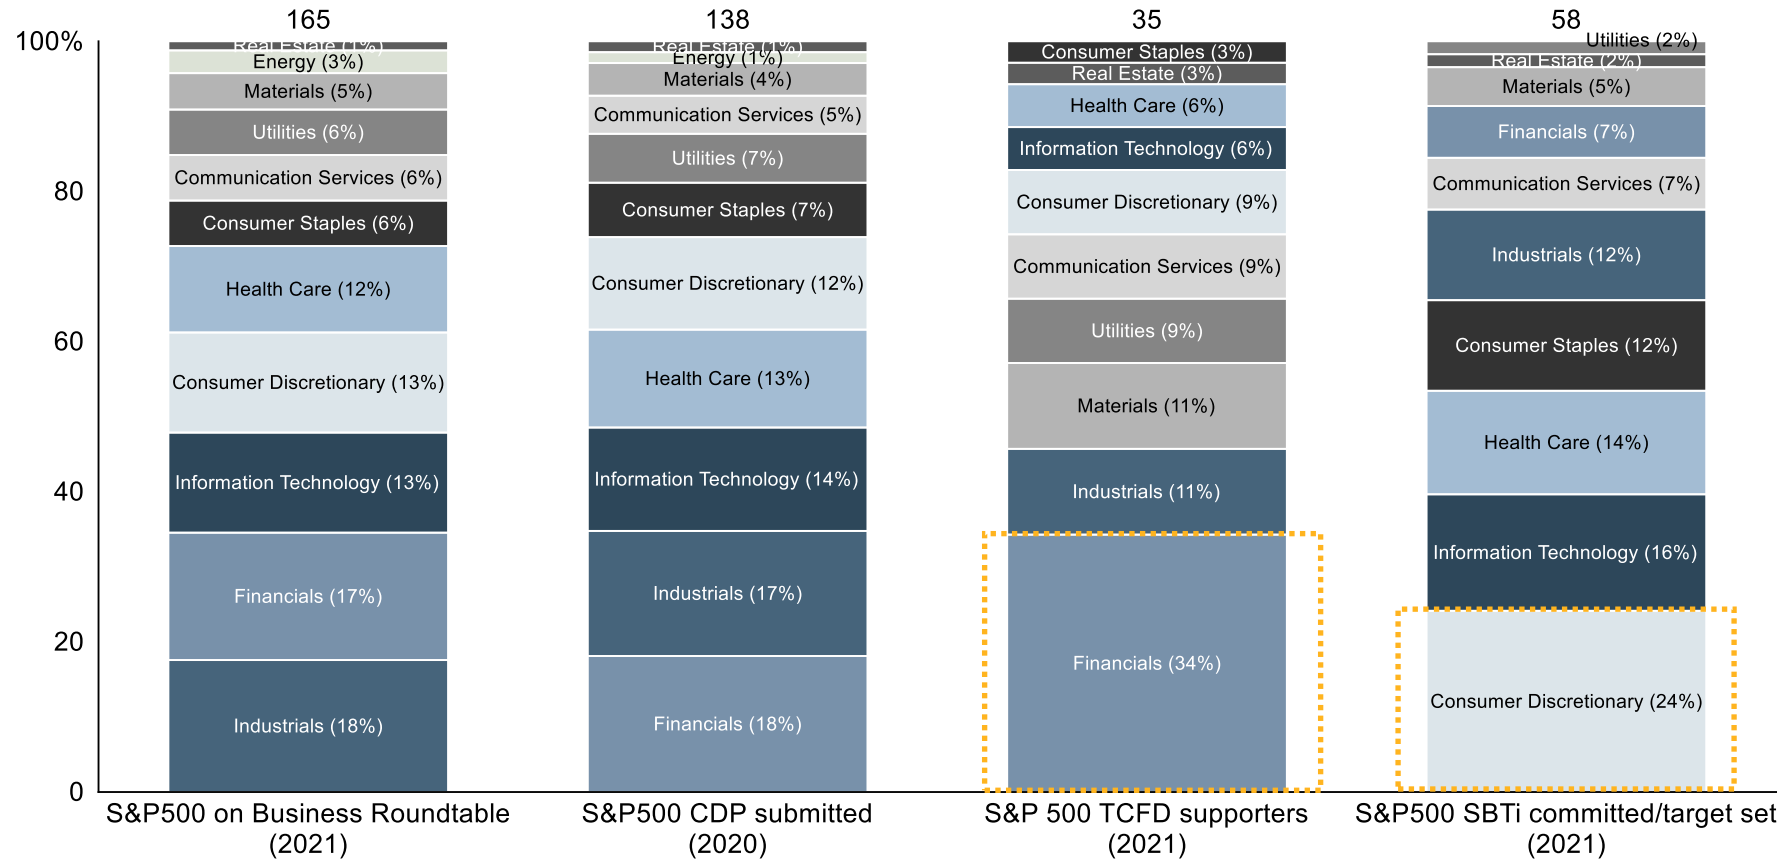 165
138
35
58
100%
80
60
40
20
0
Real Estate (1%)
Energy (3%)
Materials (5%)
Utilities (6%)
Communication Services (6%)
Consumer Staples (6%)
Health Care (12%)
Consumer Discretionary (13%)
Information Technology (13%)
Financials (17%)
Industrials (18%)
Real Estate (1%)
Energy (1%)
Materials (4%)
Communication Services (5%)
Utilities (7%)
Consumer Staples (7%)
Consumer Discretionary (12%)
Health Care (13%)
Information Technology (14%)
Industrials (17%)
Financials (18%)
Consumer Staples (3%)
Real Estate (3%)
Health Care (6%)
Information Technology (6%)
Consumer Discretionary (9%)
Communication Services (9%)
Utilities (9%)
Materials (11%)
Industrials (11%)
Financials (34%)
Utilities (2%)
Real Estate (2%)
Materials (5%)
Financials (7%)
Communication Services (7%)
Industrials (12%)
Consumer Staples (12%)
Health Care (14%)
Information Technology (16%)
Consumer Discretionary (24%)
S&P500 on Business Roundtable
(2021)
S&P500 CDP submitted
(2020)
S&P 500 TCFD supporters
(2021)
S&P500 SBTi committed/target set
(2021)